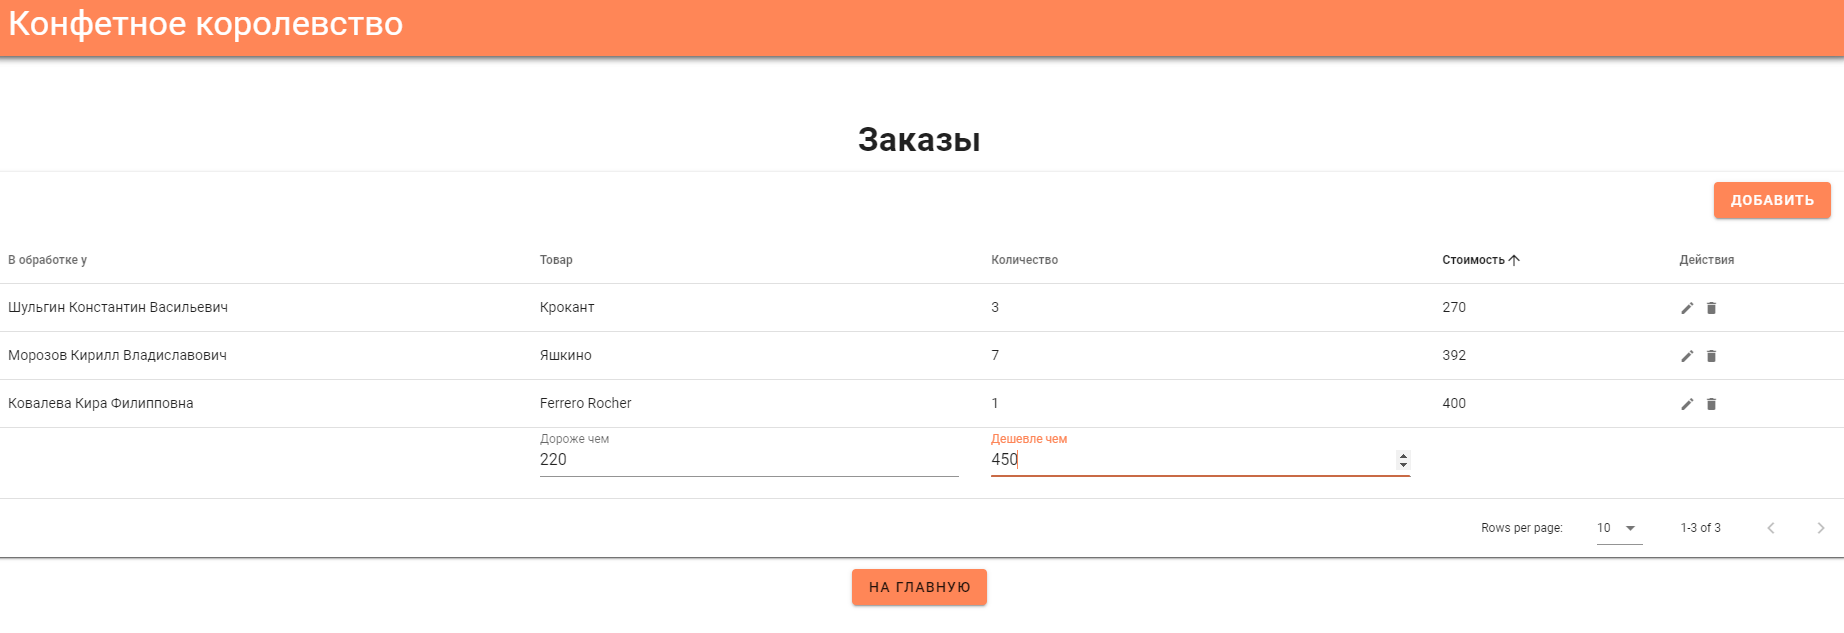 Конфетное королевство
Заказы
ДОБАВИТЬ
В обработке у Товар Количество Стоимость Действия
Шульгин Константин Васильевич Крокант 3 270
Морозов Кирилл Владиславович Яшкино 7 392
Ковалева Кира Филипповна Ferrero Rocher 1 400
Дороже чем Дешевле чем
220 450
Rows per page: 10 1-3 of 3
НА ГЛАВНУЮ